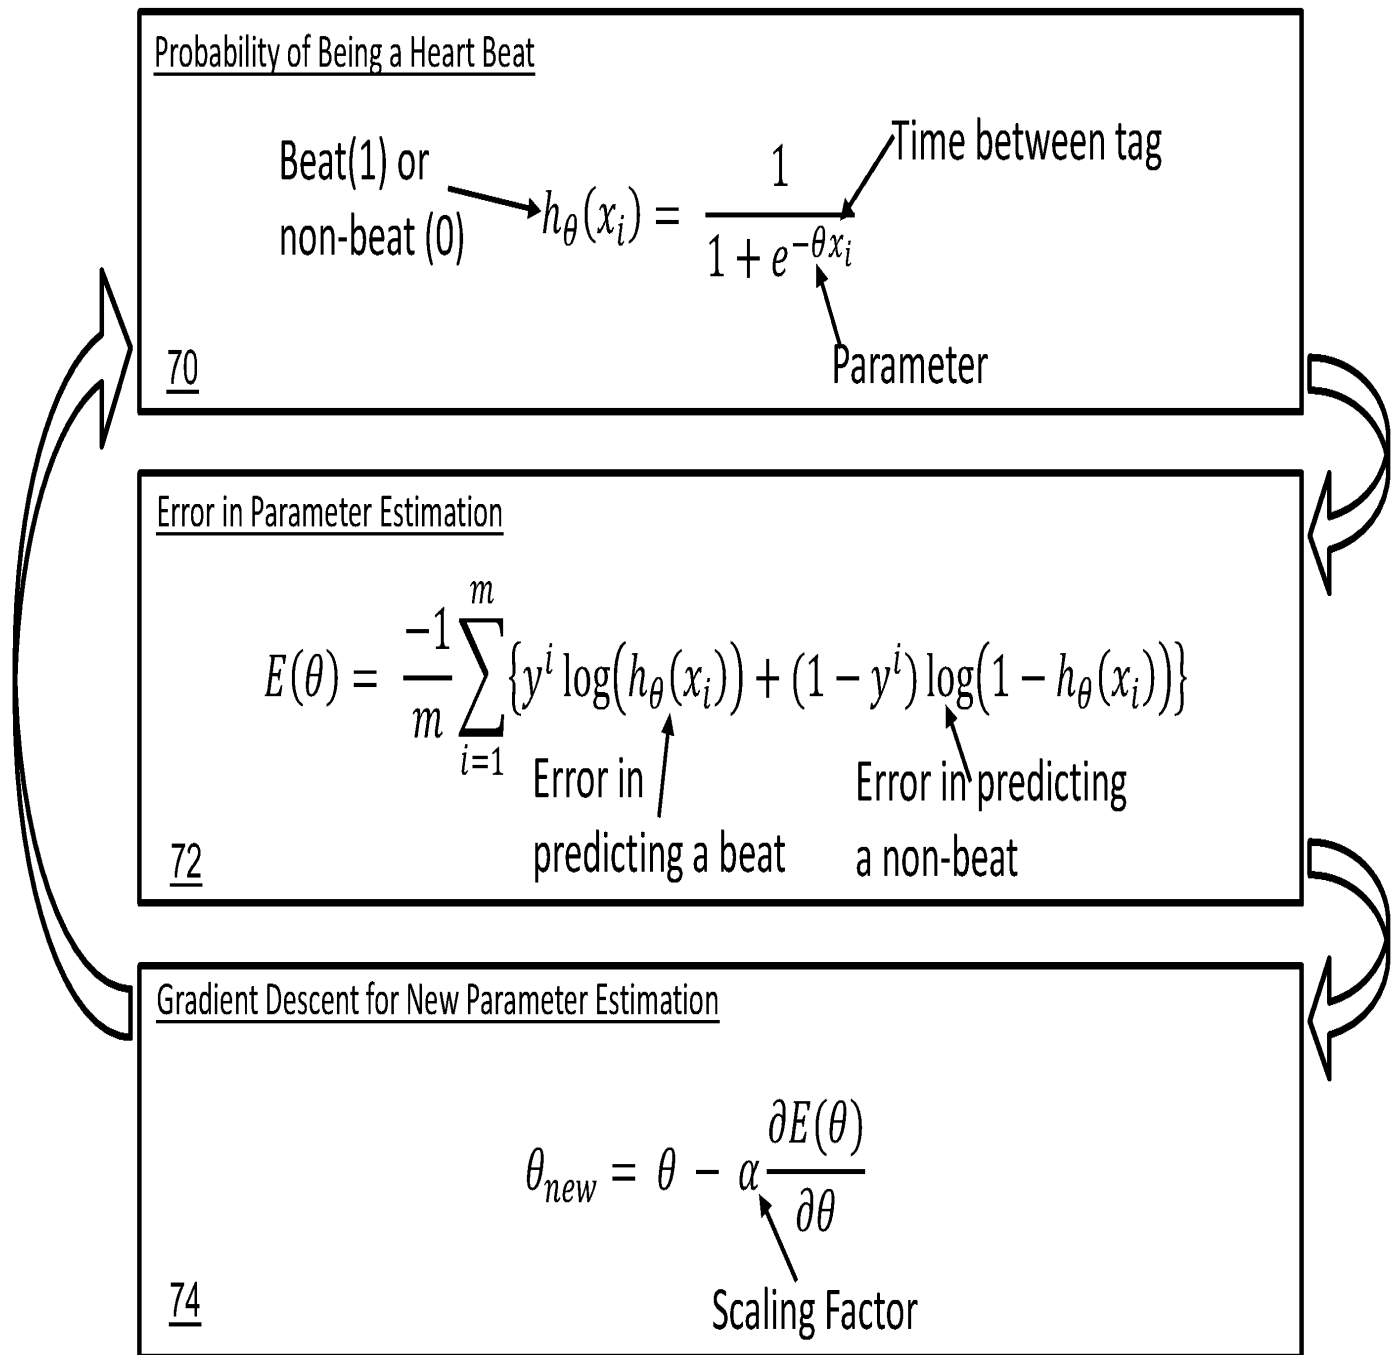 Probability of Being a Heart Beat
Time between tag
Beat(1) or
non-beat (0)
h_θ(x_i) = 1 / (1 + e^{−θx_i})
Parameter
70
Error in Parameter Estimation
E(θ) = −1/m ∑_{i=1}^{m} {y^i log(h_θ(x_i)) + (1 − y^i) log(1 − h_θ(x_i))}
Error in
predicting a beat
Error in predicting
a non-beat
72
Gradient Descent for New Parameter Estimation
θ_{new} = θ − α ∂E(θ)/∂θ
Scaling Factor
74